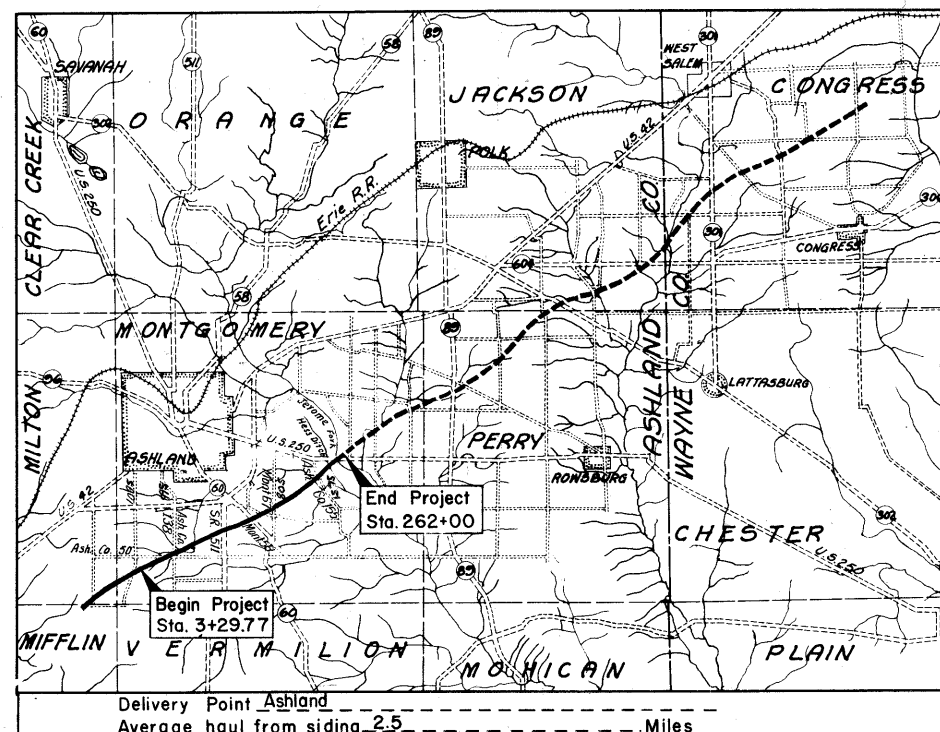 60
SAVANAH
511
58
89
WEST
SALEM
301
CONGRESS
JACKSON
ORANGE
302
U.S. 42
POLK
CLEAR CREEK
U.S. 250
Erie R.R.
CO.
CO.
301
CONGRESS
604
58
MONTGOMERY
89
ASHLAND
WAYNE
LATTASBURG
96
MILTON
Jerome Fork
U.S. 250
PERRY
ASHLAND
ROWSBURG
U.S. 42
60
End Project
Sta. 262+00
S.R. 511
302
CHESTER
Ash. Co. 50
U.S. 250
89
Begin Project
Sta. 3+29.77
60
MIFFLIN
VERMILION
MOHICAN
PLAIN
Delivery Point Ashland
Average haul from siding 2.5 Miles